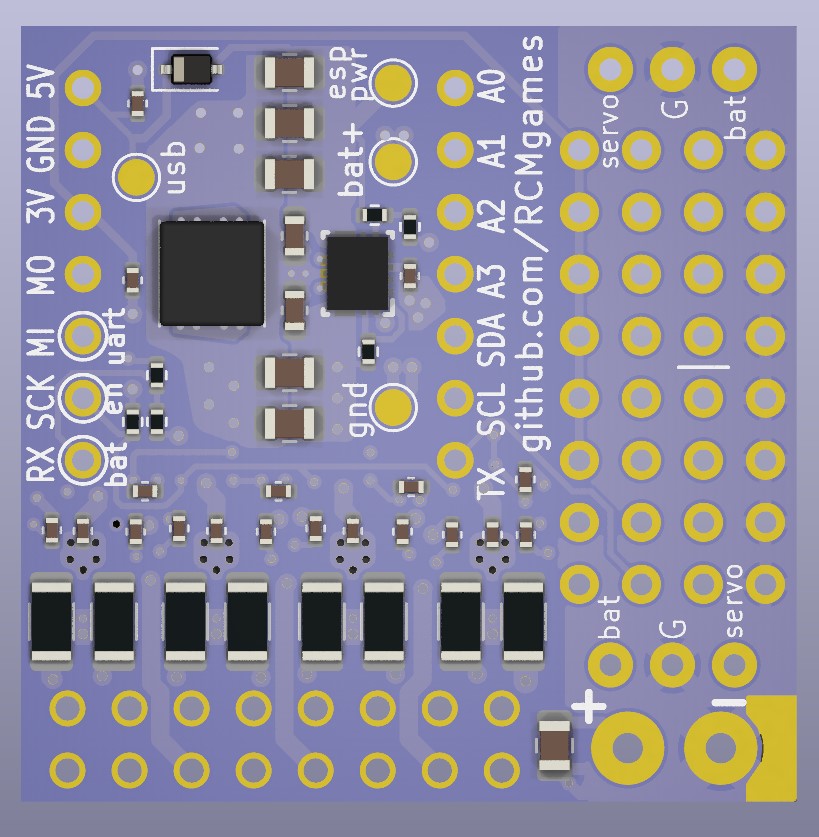 5V
GND
3V
MO
MI
SCK
RX
usb
uart
en
bat
esp
pwr
bat+
gnd
A0
A1
A2
A3
SDA
SCL
TX
github.com/RCMgames
servo
G
bat
bat
G
servo
+
-